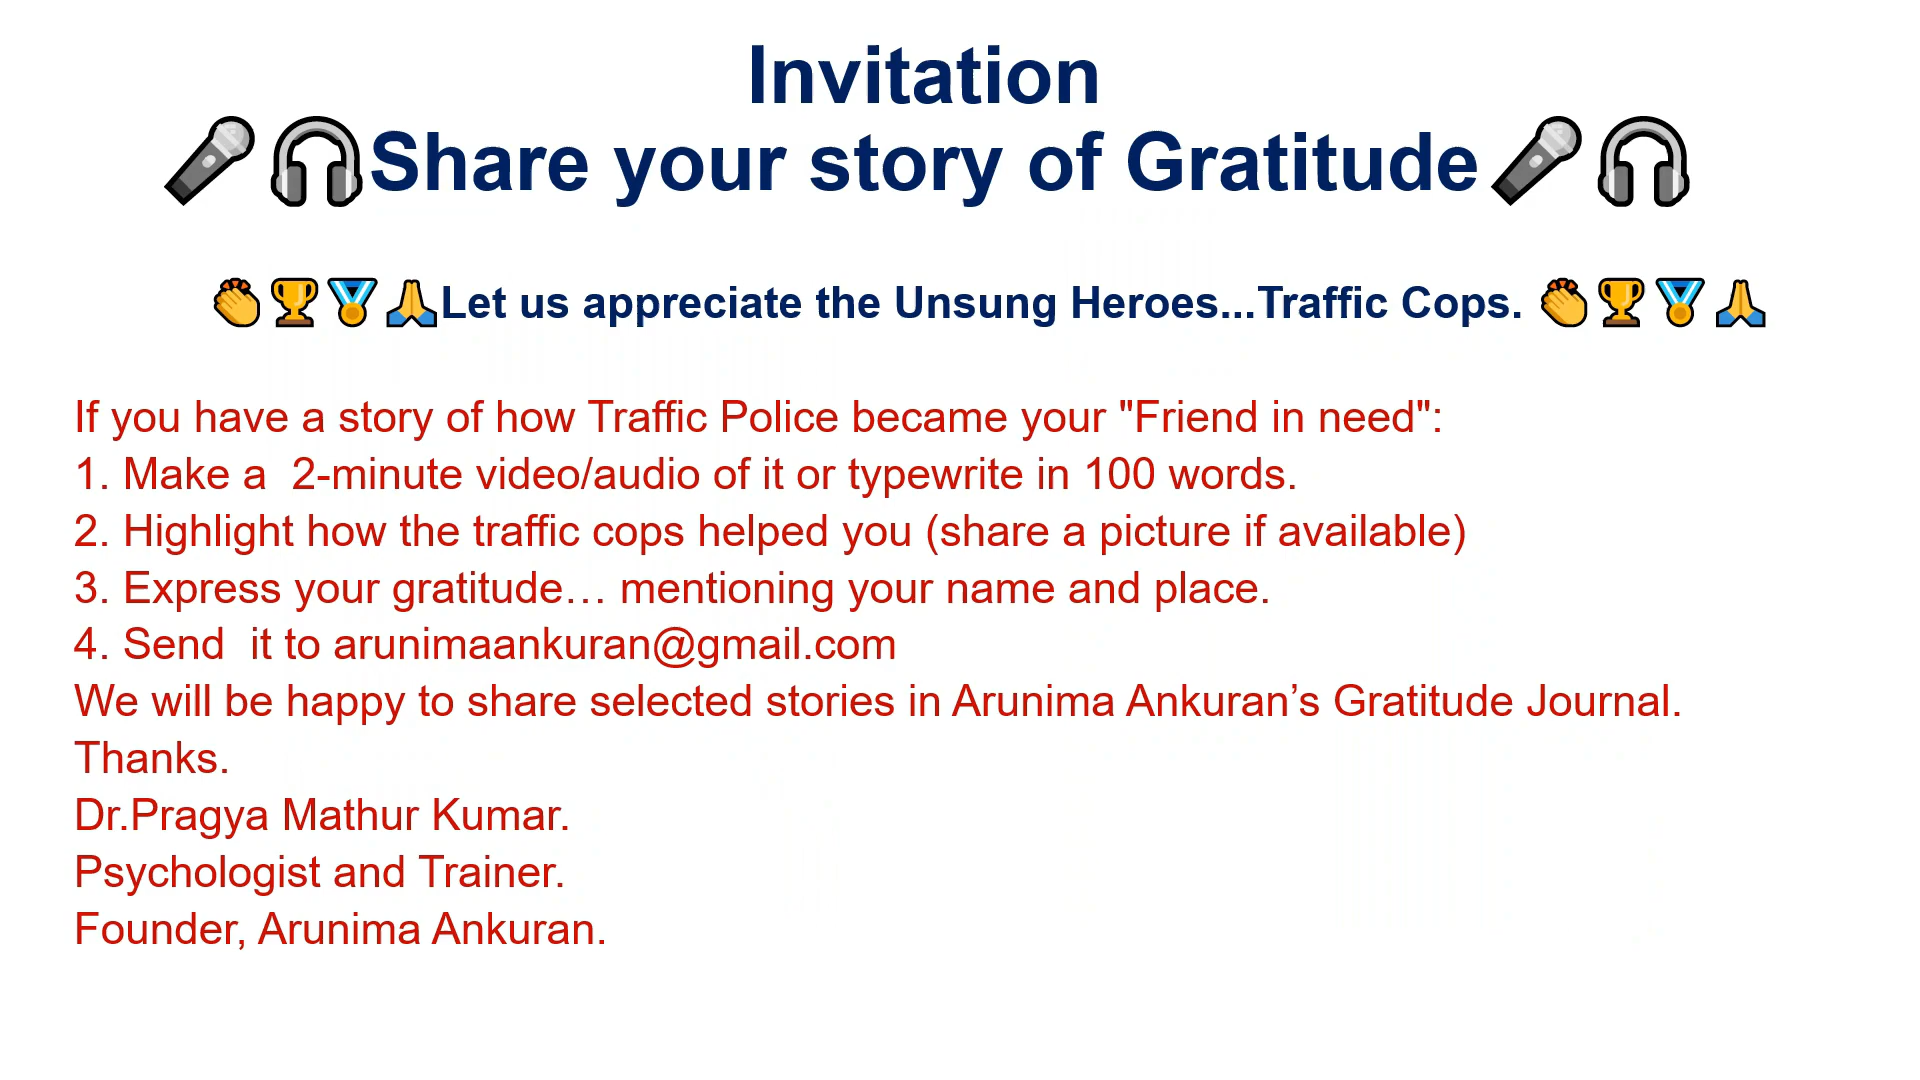 Invitation
🎤🎧Share your story of Gratitude🎤🎧
👏🏆🏅🙏Let us appreciate the Unsung Heroes...Traffic Cops. 👏🏆🏅🙏
If you have a story of how Traffic Police became your "Friend in need":
1. Make a  2-minute video/audio of it or typewrite in 100 words.
2. Highlight how the traffic cops helped you (share a picture if available)
3. Express your gratitude… mentioning your name and place.
4. Send  it to arunimaankuran@gmail.com
We will be happy to share selected stories in Arunima Ankuran’s Gratitude Journal.
Thanks.
Dr.Pragya Mathur Kumar.
Psychologist and Trainer.
Founder, Arunima Ankuran.